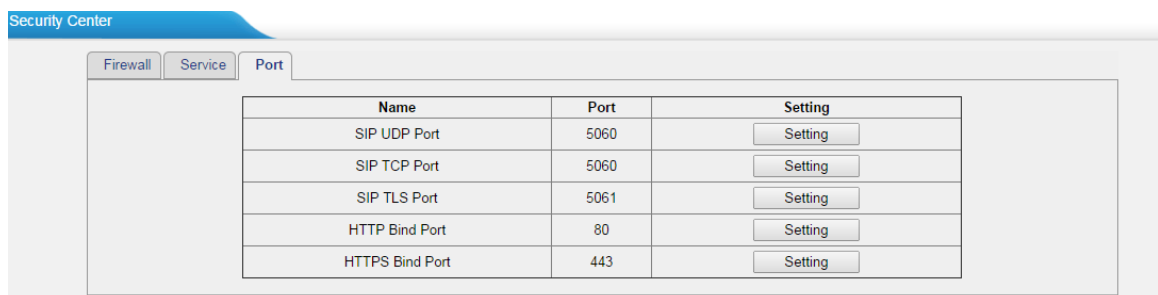 Security Center
Firewall Service Port
Name Port Setting
SIP UDP Port 5060 Setting
SIP TCP Port 5060 Setting
SIP TLS Port 5061 Setting
HTTP Bind Port 80 Setting
HTTPS Bind Port 443 Setting